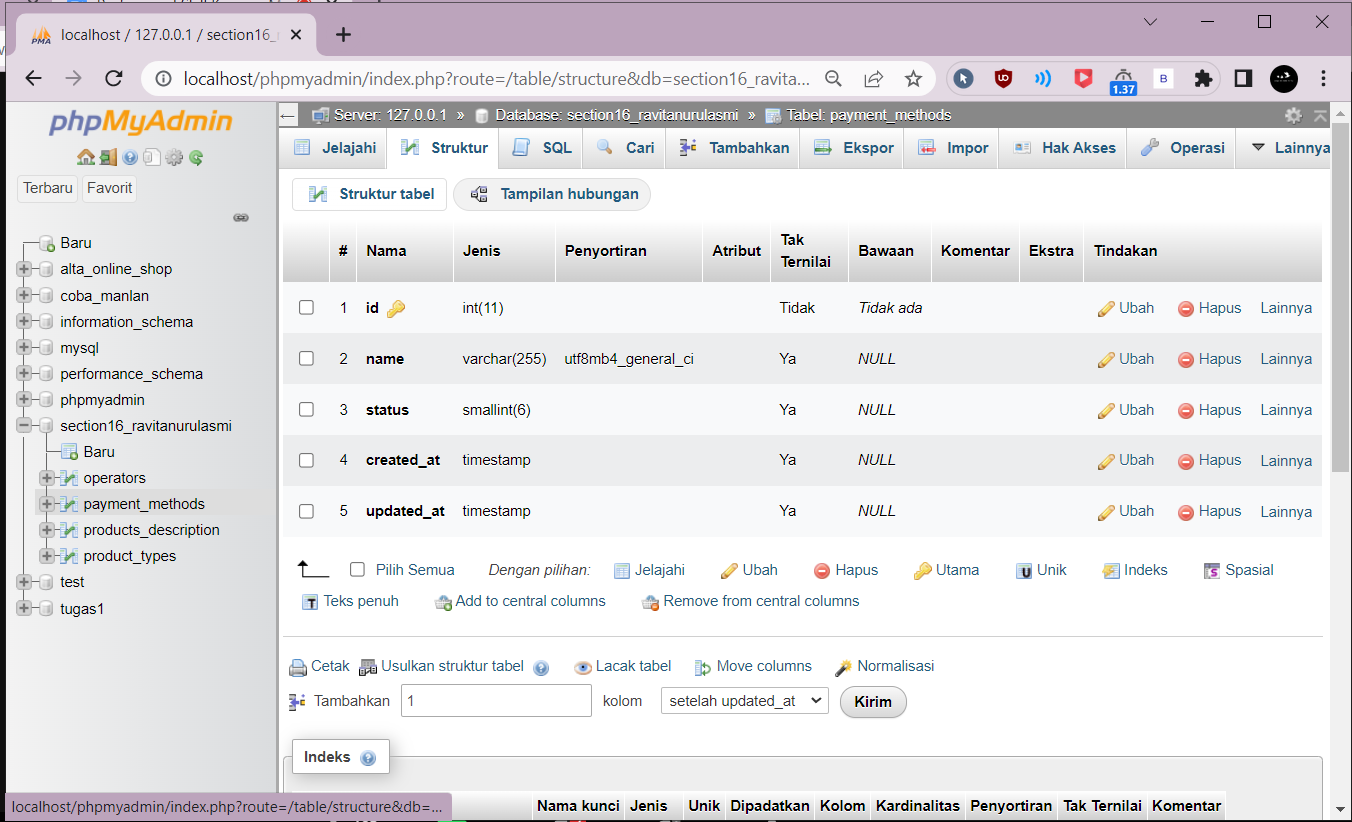 localhost / 127.0.0.1 / section16_
localhost/phpmyadmin/index.php?route=/table/structure&db=section16_ravita...
1.37
B
phpMyAdmin
Terbaru Favorit
Baru
alta_online_shop
coba_manlan
information_schema
mysql
performance_schema
phpmyadmin
section16_ravitanurulasmi
Baru
operators
payment_methods
products_description
product_types
test
tugas1
Server: 127.0.0.1 » Database: section16_ravitanurulasmi » Tabel: payment_methods
Jelajahi Struktur SQL Cari Tambahkan Ekspor Impor Hak Akses Operasi Lainnya
Struktur tabel Tampilan hubungan
# Nama Jenis Penyortiran Atribut Tak Ternilai Bawaan Komentar Ekstra Tindakan
1 id int(11) Tidak Tidak ada Ubah Hapus Lainnya
2 name varchar(255) utf8mb4_general_ci Ya NULL Ubah Hapus Lainnya
3 status smallint(6) Ya NULL Ubah Hapus Lainnya
4 created_at timestamp Ya NULL Ubah Hapus Lainnya
5 updated_at timestamp Ya NULL Ubah Hapus Lainnya
Pilih Semua Dengan pilihan: Jelajahi Ubah Hapus Utama Unik Indeks Spasial
Teks penuh Add to central columns Remove from central columns
Cetak Usulkan struktur tabel Lacak tabel Move columns Normalisasi
Tambahkan 1 kolom setelah updated_at Kirim
Indeks
Nama kunci Jenis Unik Dipadatkan Kolom Kardinalitas Penyortiran Tak Ternilai Komentar
localhost/phpmyadmin/index.php?route=/table/structure&db=...